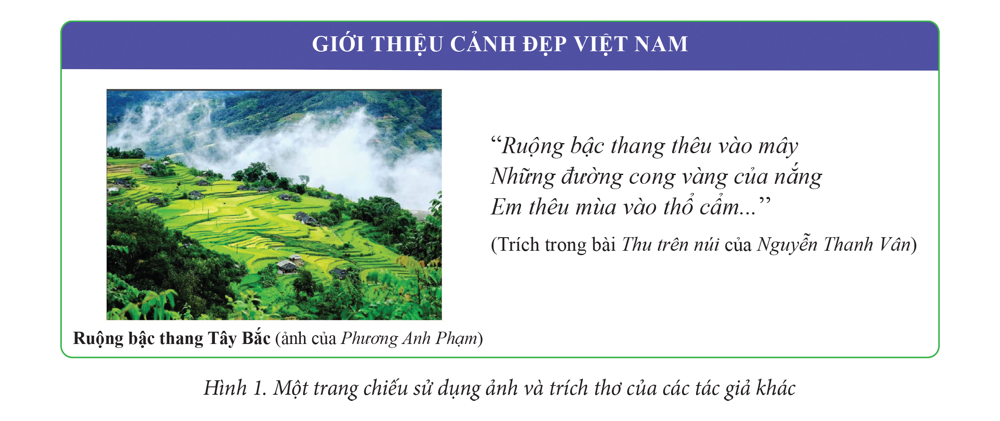 GIỚI THIỆU CẢNH ĐẸP VIỆT NAM
“Ruộng bậc thang thêu vào mây
Những đường cong vàng của nắng
Em thêu mùa vào thổ cẩm...”
(Trích trong bài Thu trên núi của Nguyễn Thanh Vân)
Ruộng bậc thang Tây Bắc (ảnh của Phương Anh Phạm)
Hình 1. Một trang chiếu sử dụng ảnh và trích thơ của các tác giả khác